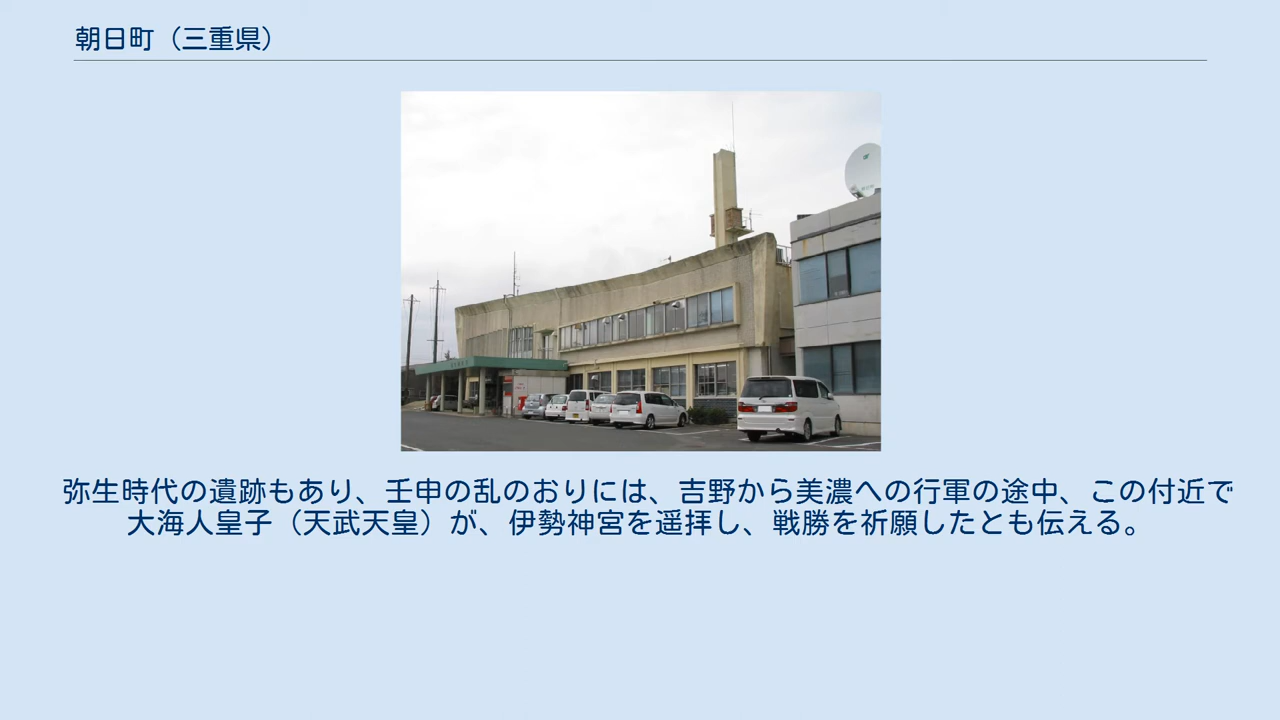 朝日町（三重県）
弥生時代の遺跡もあり、壬申の乱のおりには、吉野から美濃への行軍の途中、この付近で
大海人皇子（天武天皇）が、伊勢神宮を遥拝し、戦勝を祈願したとも伝える。